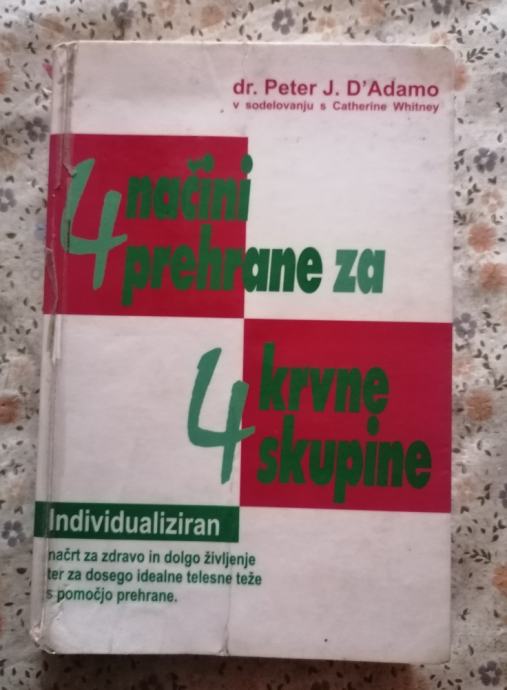 dr. Peter J. D'Adamo
v sodelovanju s Catherine Whitney
4 načini
prehrane za
4 krvne
skupine
Individualiziran
načrt za zdravo in dolgo življenje
ter za dosego idealne telesne teže
s pomočjo prehrane.